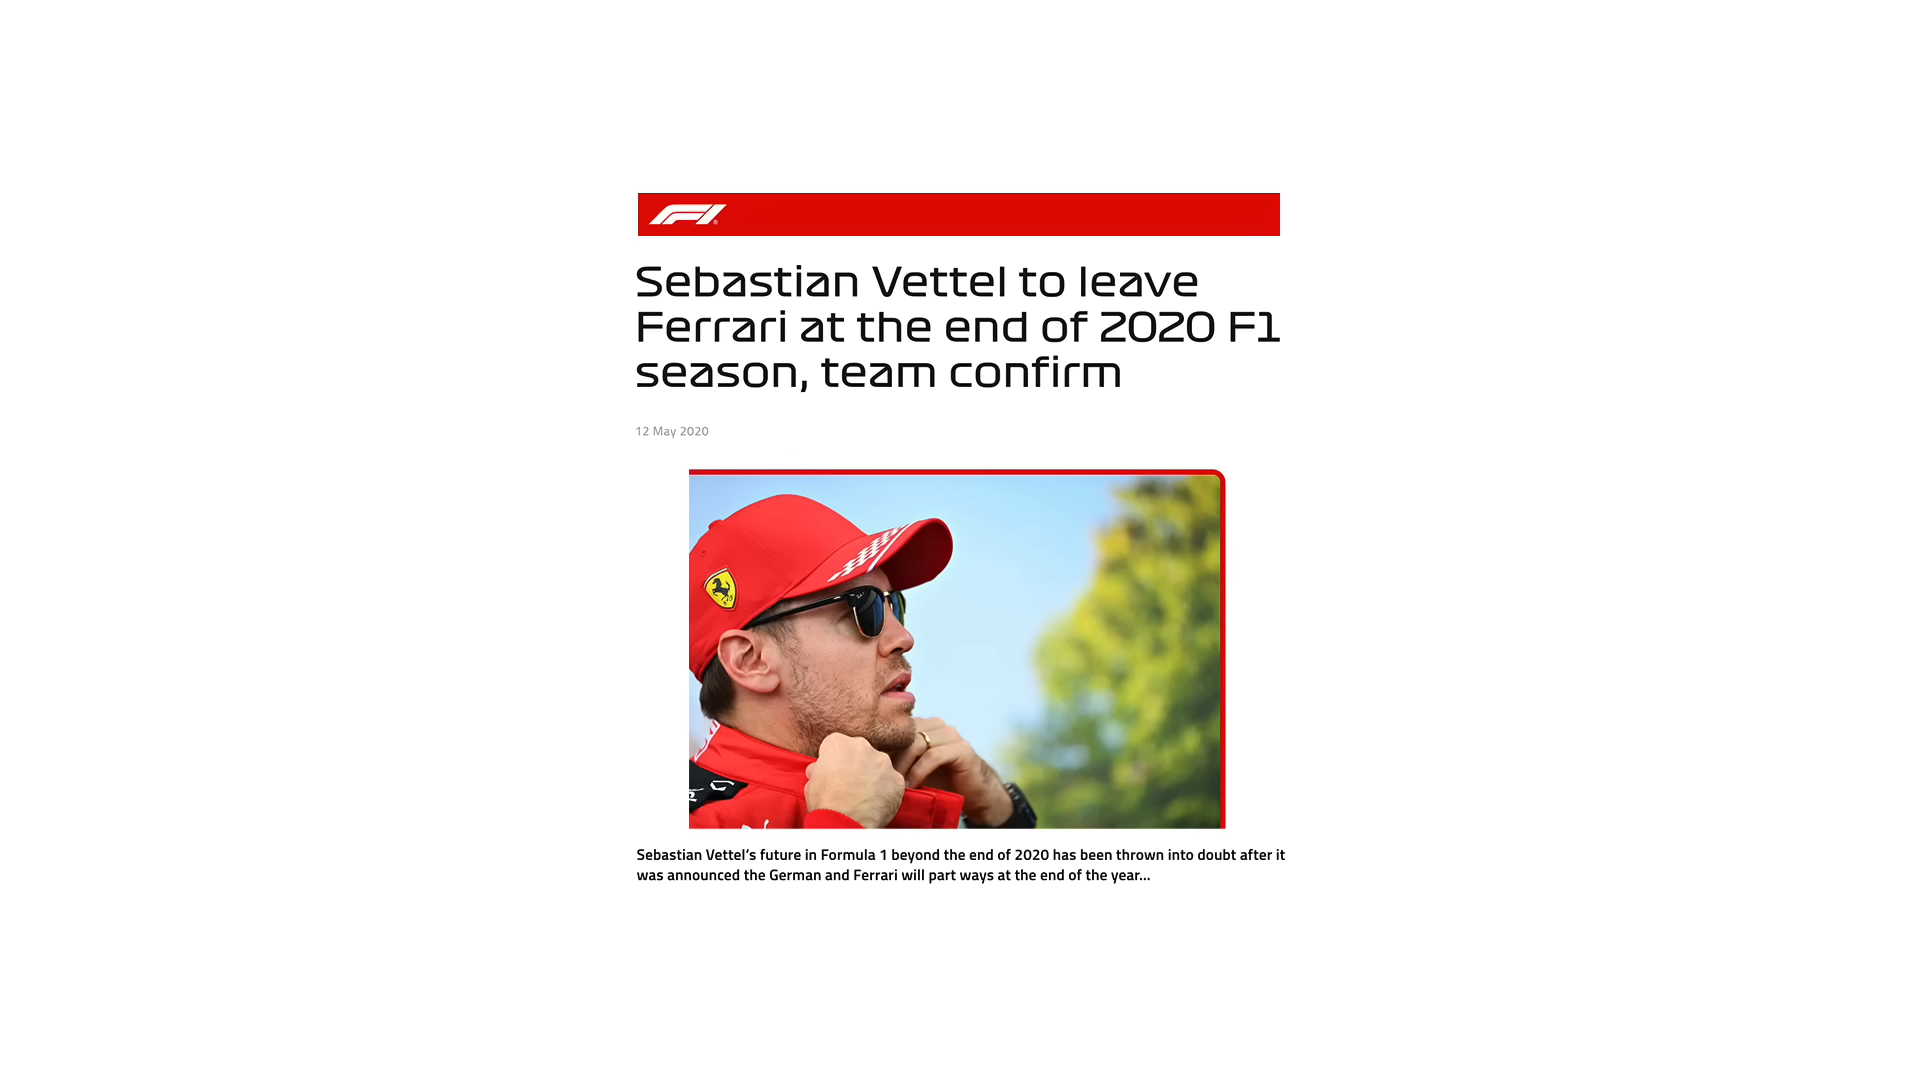 F1
Sebastian Vettel to leave
Ferrari at the end of 2020 F1
season, team confirm
12 May 2020
Sebastian Vettel’s future in Formula 1 beyond the end of 2020 has been thrown into doubt after it
was announced the German and Ferrari will part ways at the end of the year...